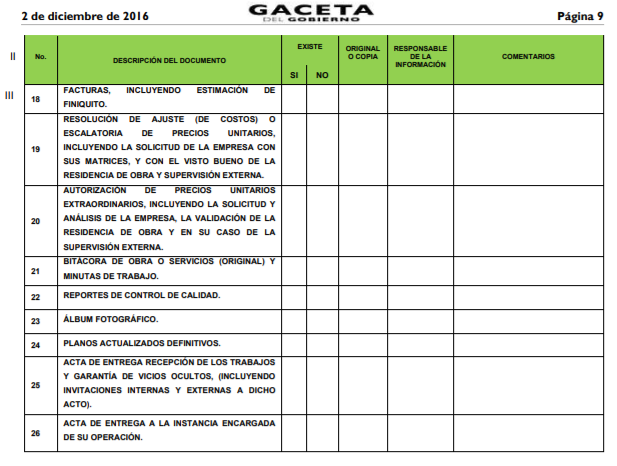 2 de diciembre de 2016
GACETA
DEL GOBIERNO
Página 9
II
III
No.
DESCRIPCIÓN DEL DOCUMENTO
EXISTE
SI
NO
ORIGINAL
O COPIA
RESPONSABLE
DE LA
INFORMACIÓN
COMENTARIOS
18
FACTURAS, INCLUYENDO ESTIMACIÓN DE
FINIQUITO.
19
RESOLUCIÓN DE AJUSTE (DE COSTOS) O
ESCALATORIA DE PRECIOS UNITARIOS,
INCLUYENDO LA SOLICITUD DE LA EMPRESA CON
SUS MATRICES, Y CON EL VISTO BUENO DE LA
RESIDENCIA DE OBRA Y SUPERVISIÓN EXTERNA.
20
AUTORIZACIÓN DE PRECIOS UNITARIOS
EXTRAORDINARIOS, INCLUYENDO LA SOLICITUD Y
ANÁLISIS DE LA EMPRESA, LA VALIDACIÓN DE LA
RESIDENCIA DE OBRA Y EN SU CASO DE LA
SUPERVISIÓN EXTERNA.
21
BITÁCORA DE OBRA O SERVICIOS (ORIGINAL) Y
MINUTAS DE TRABAJO.
22
REPORTES DE CONTROL DE CALIDAD.
23
ÁLBUM FOTOGRÁFICO.
24
PLANOS ACTUALIZADOS DEFINITIVOS.
25
ACTA DE ENTREGA RECEPCIÓN DE LOS TRABAJOS
Y GARANTÍA DE VICIOS OCULTOS, (INCLUYENDO
INVITACIONES INTERNAS Y EXTERNAS A DICHO
ACTO).
26
ACTA DE ENTREGA A LA INSTANCIA ENCARGADA
DE SU OPERACIÓN.